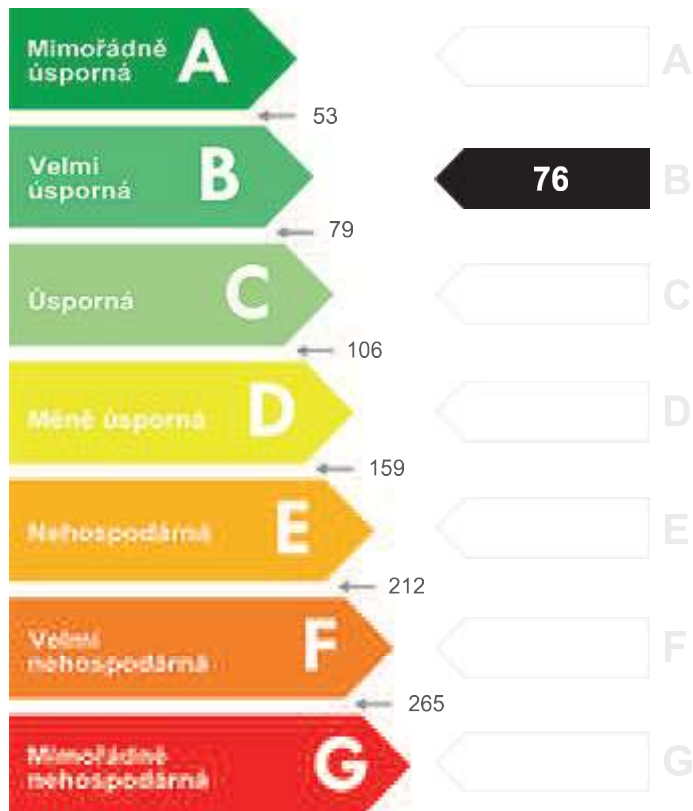 Mimořádně
úsporná
A
A
53
Velmi
úsporná
B
76
B
79
Úsporná
C
C
106
Méně úsporná
D
D
159
Nehospodárná
E
E
212
Velmi
nehospodárná
F
F
265
Mimořádně
nehospodárná
G
G